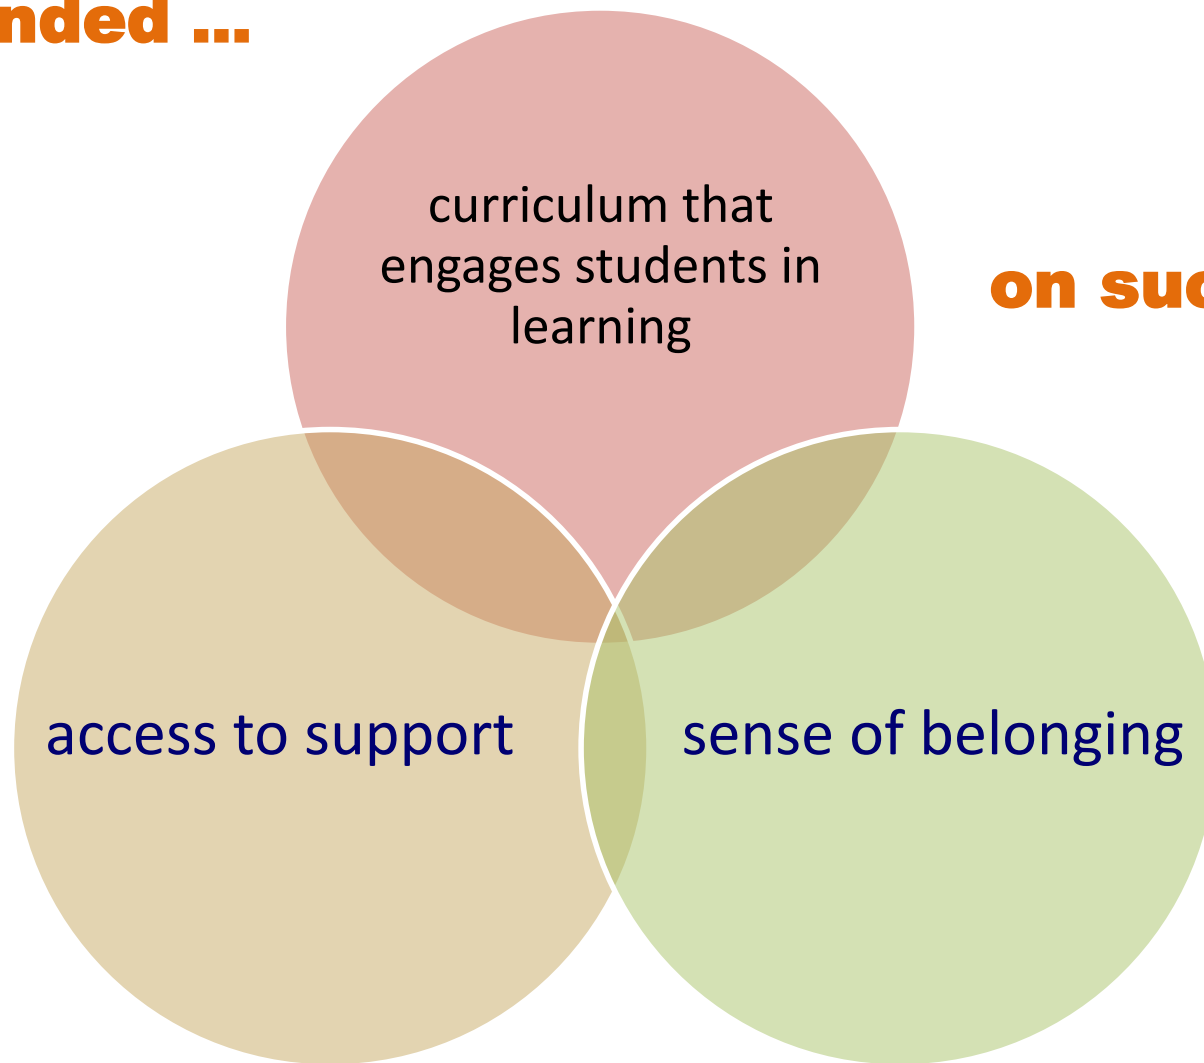 nded ...
curriculum that
engages students in
learning
on suc
access to support
sense of belonging